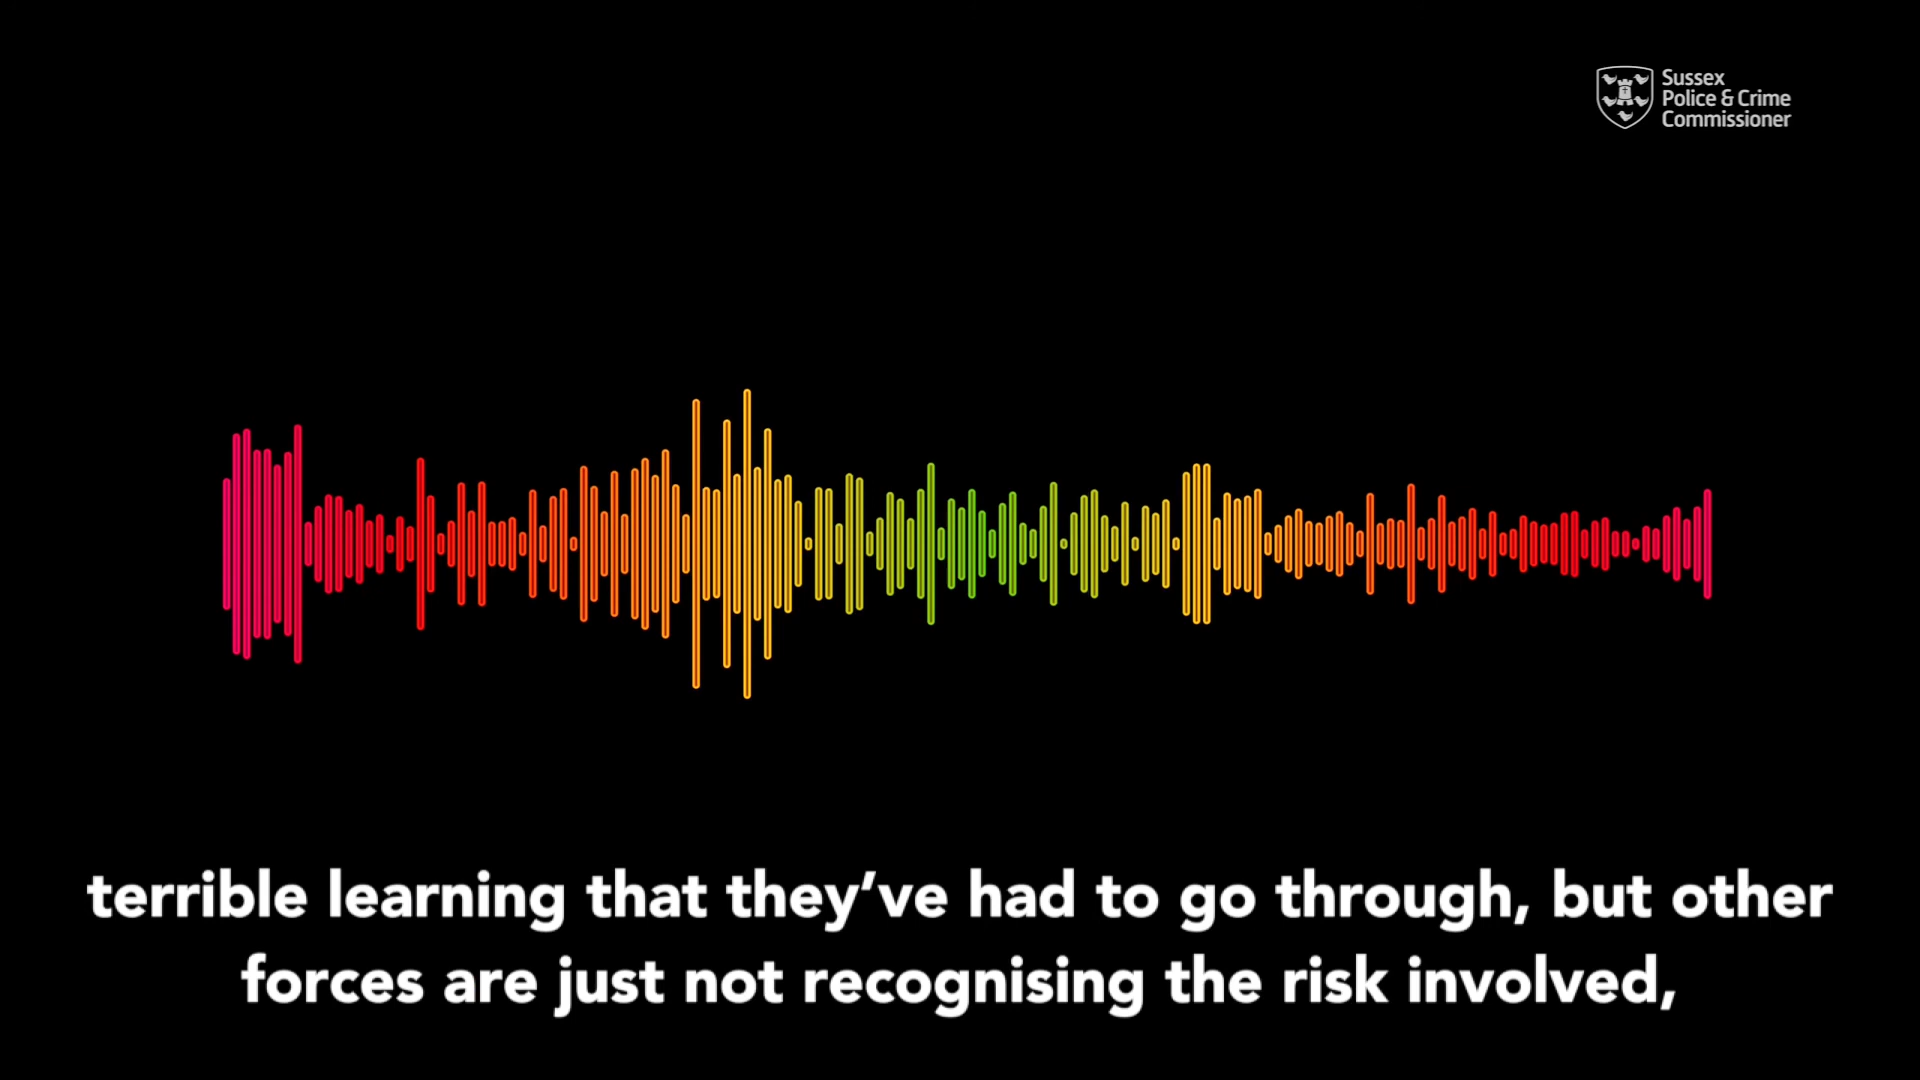 Sussex
Police & Crime
Commissioner
terrible learning that they’ve had to go through, but other
forces are just not recognising the risk involved,